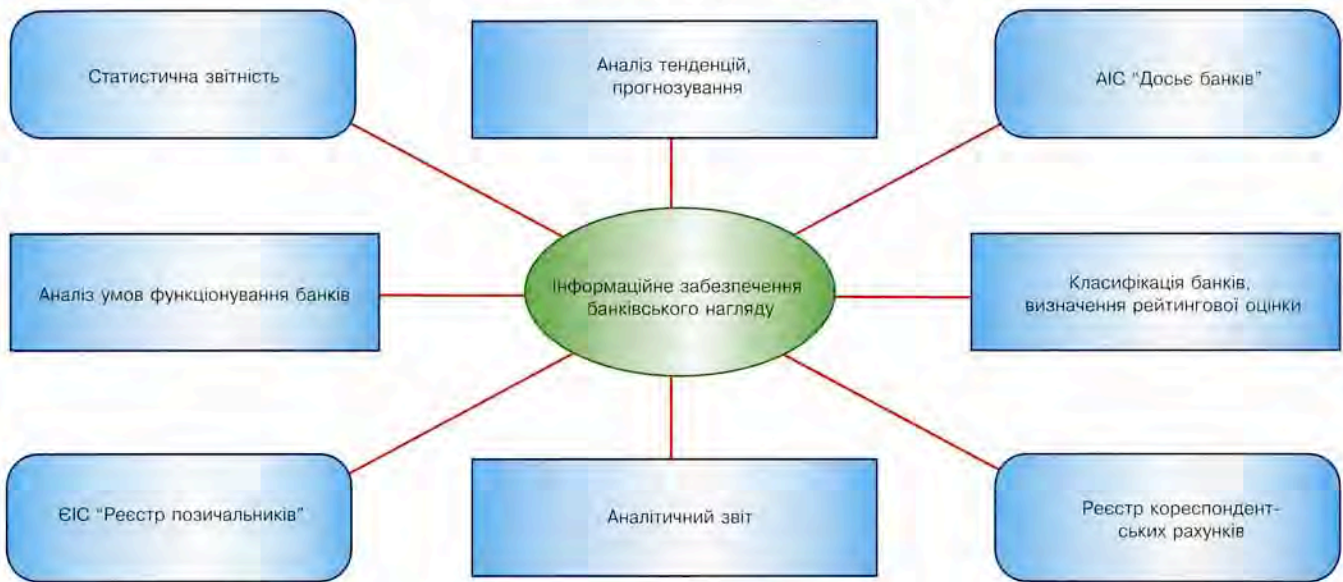 Статистична звітність
Аналіз тенденцій,
прогнозування
АІС "Досьє банків"
Аналіз умов функціонування банків
Інформаційне забезпечення
банківського нагляду
Класифікація банків,
визначення рейтингової оцінки
ЄІС "Реєстр позичальників"
Аналітичний звіт
Реєстр кореспондент-
ських рахунків